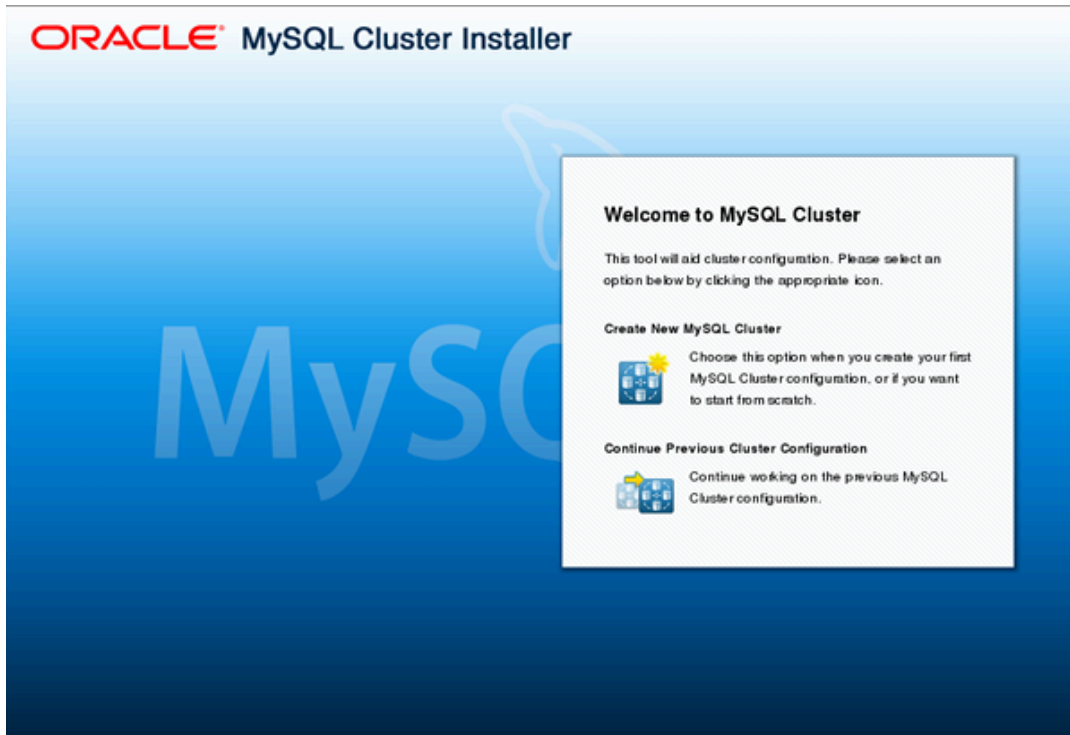 ORACLE® MySQL Cluster Installer
MySQ
Welcome to MySQL Cluster
This tool will aid cluster configuration. Please select an
option below by clicking the appropriate icon.
Create New MySQL Cluster
Choose this option when you create your first
MySQL Cluster configuration, or if you want
to start from scratch.
Continue Previous Cluster Configuration
Continue working on the previous MySQL
Cluster configuration.